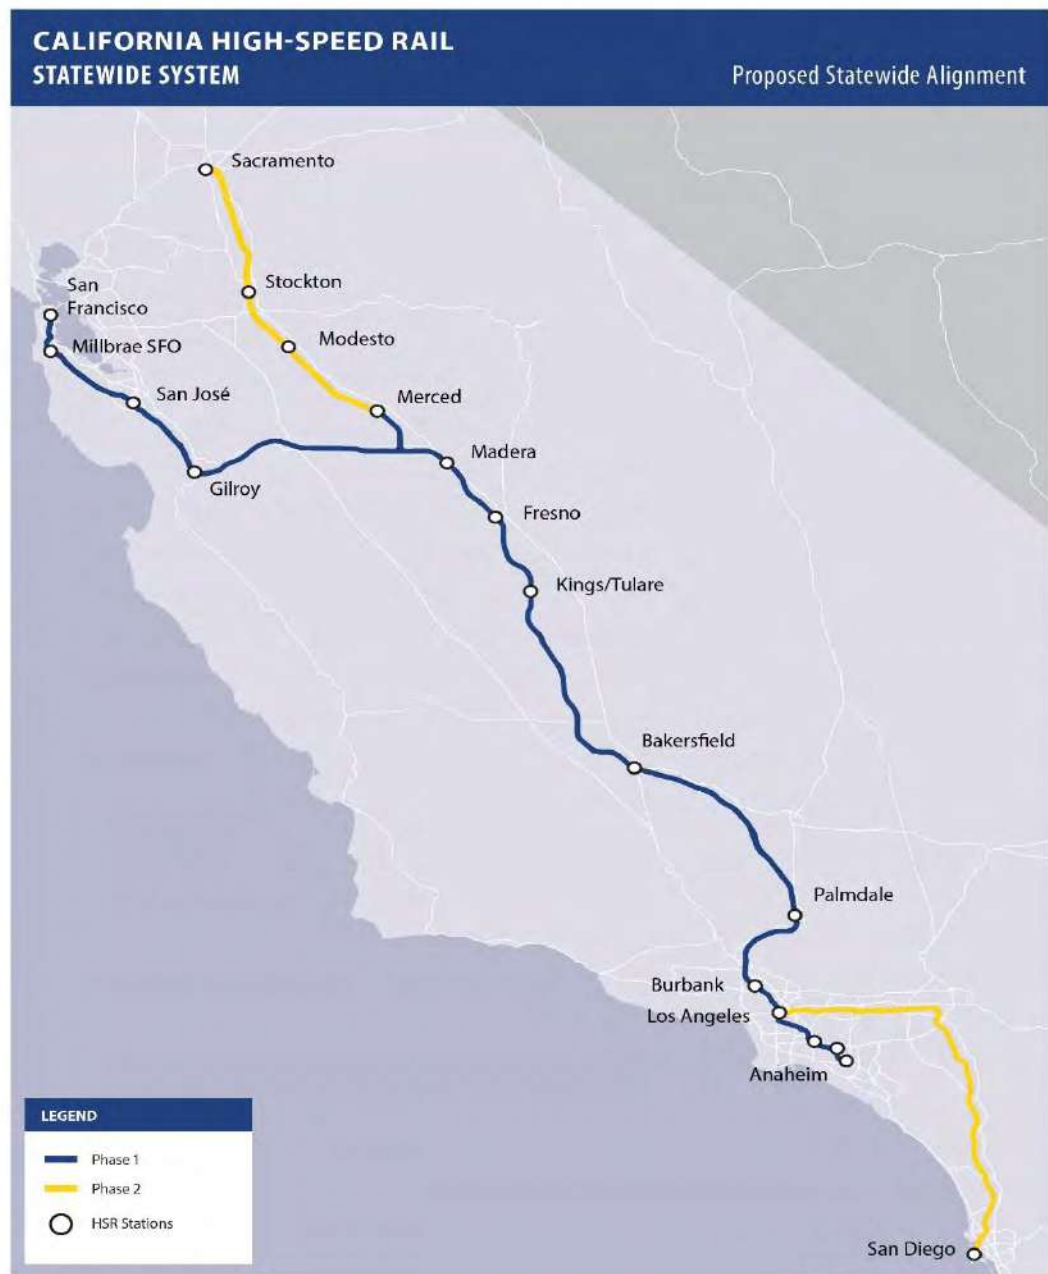 CALIFORNIA HIGH-SPEED RAIL
STATEWIDE SYSTEM
Proposed Statewide Alignment
Sacramento
Stockton
San
Francisco
Modesto
Millbrae SFO
San José
Merced
Madera
Gilroy
Fresno
Kings/Tulare
Bakersfield
Palmdale
Burbank
Los Angeles
Anaheim
LEGEND
Phase 1
Phase 2
HSR Stations
San Diego